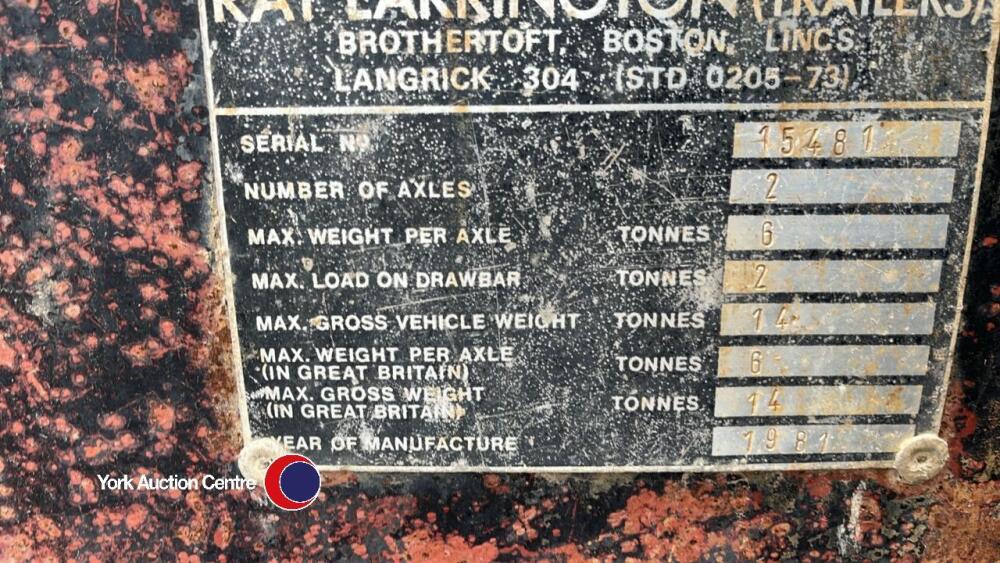 RAY LARRINGTON (TRAILERS)
BROTHERTOFT. BOSTON. LINCS
LANGRICK 304 (STD 0205-73)
SERIAL NO 15481
NUMBER OF AXLES 2
MAX. WEIGHT PER AXLE TONNES 6
MAX. LOAD ON DRAWBAR TONNES 2
MAX. GROSS VEHICLE WEIGHT TONNES 14
MAX. WEIGHT PER AXLE
(IN GREAT BRITAIN) TONNES 6
MAX. GROSS WEIGHT
(IN GREAT BRITAIN) TONNES 14
YEAR OF MANUFACTURE 1981
York Auction Centre